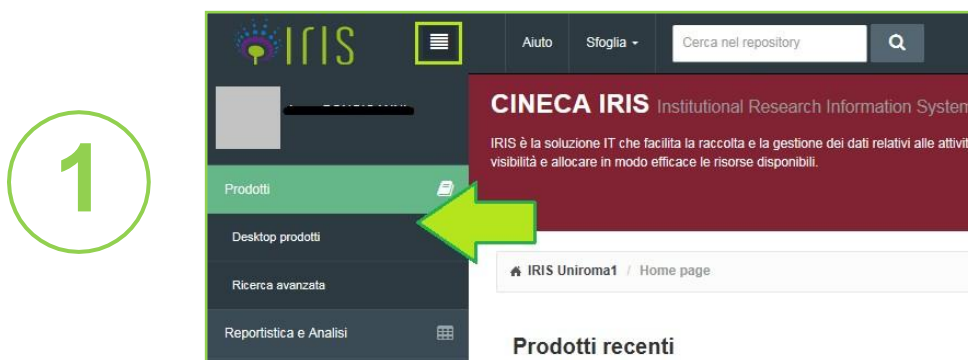 1
IRIS
Aiuto Sfoglia Cerca nel repository
CINECA IRIS Institutional Research Information System
IRIS è la soluzione IT che facilita la raccolta e la gestione dei dati relativi alle
visibilità e allocare in modo efficace le risorse disponibili.
Prodotti
Desktop prodotti
Ricerca avanzata
IRIS Uniroma1 / Home page
Reportistica e Analisi
Prodotti recenti